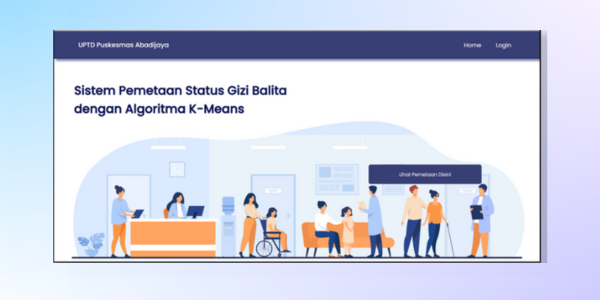 UPTD Puskesmas Abadijaya
Home
Login
Sistem Pemetaan Status Gizi Balita
dengan Algoritma K-Means
Lihat Pemetaan Disini